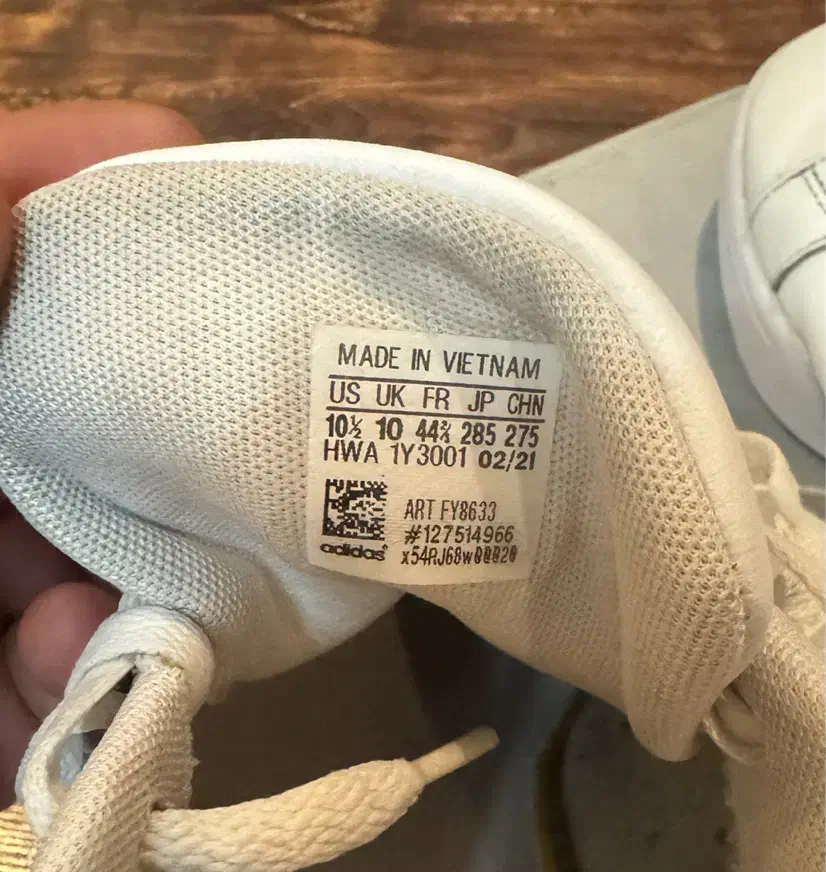 MADE IN VIETNAM
US UK FR JP CHN
10½ 10 44⅔ 285 275
HWA 1Y3001 02/21
ART FY8633
#127514966
adidas